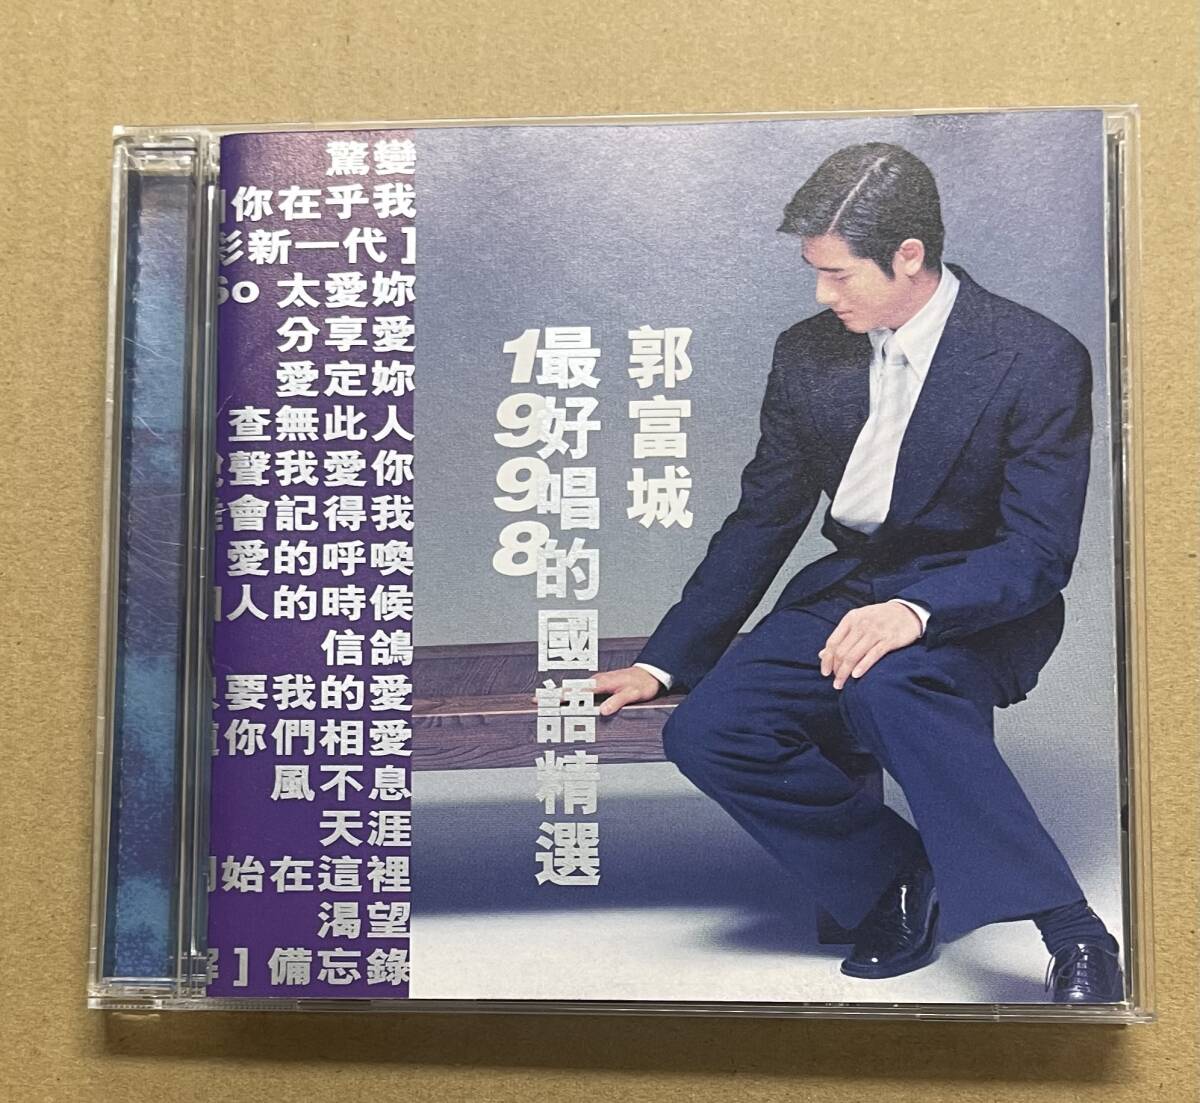 驚變
你在乎我
新一代]
So 太愛妳
分享愛
愛定妳
查無此人
聲我愛你
會記得我
愛的呼喚
人的時候
信鴿
要我的愛
你們相愛
風不息
天涯
始在這裡
渴望
]備忘錄
郭富城
最好唱的國語精選
1998